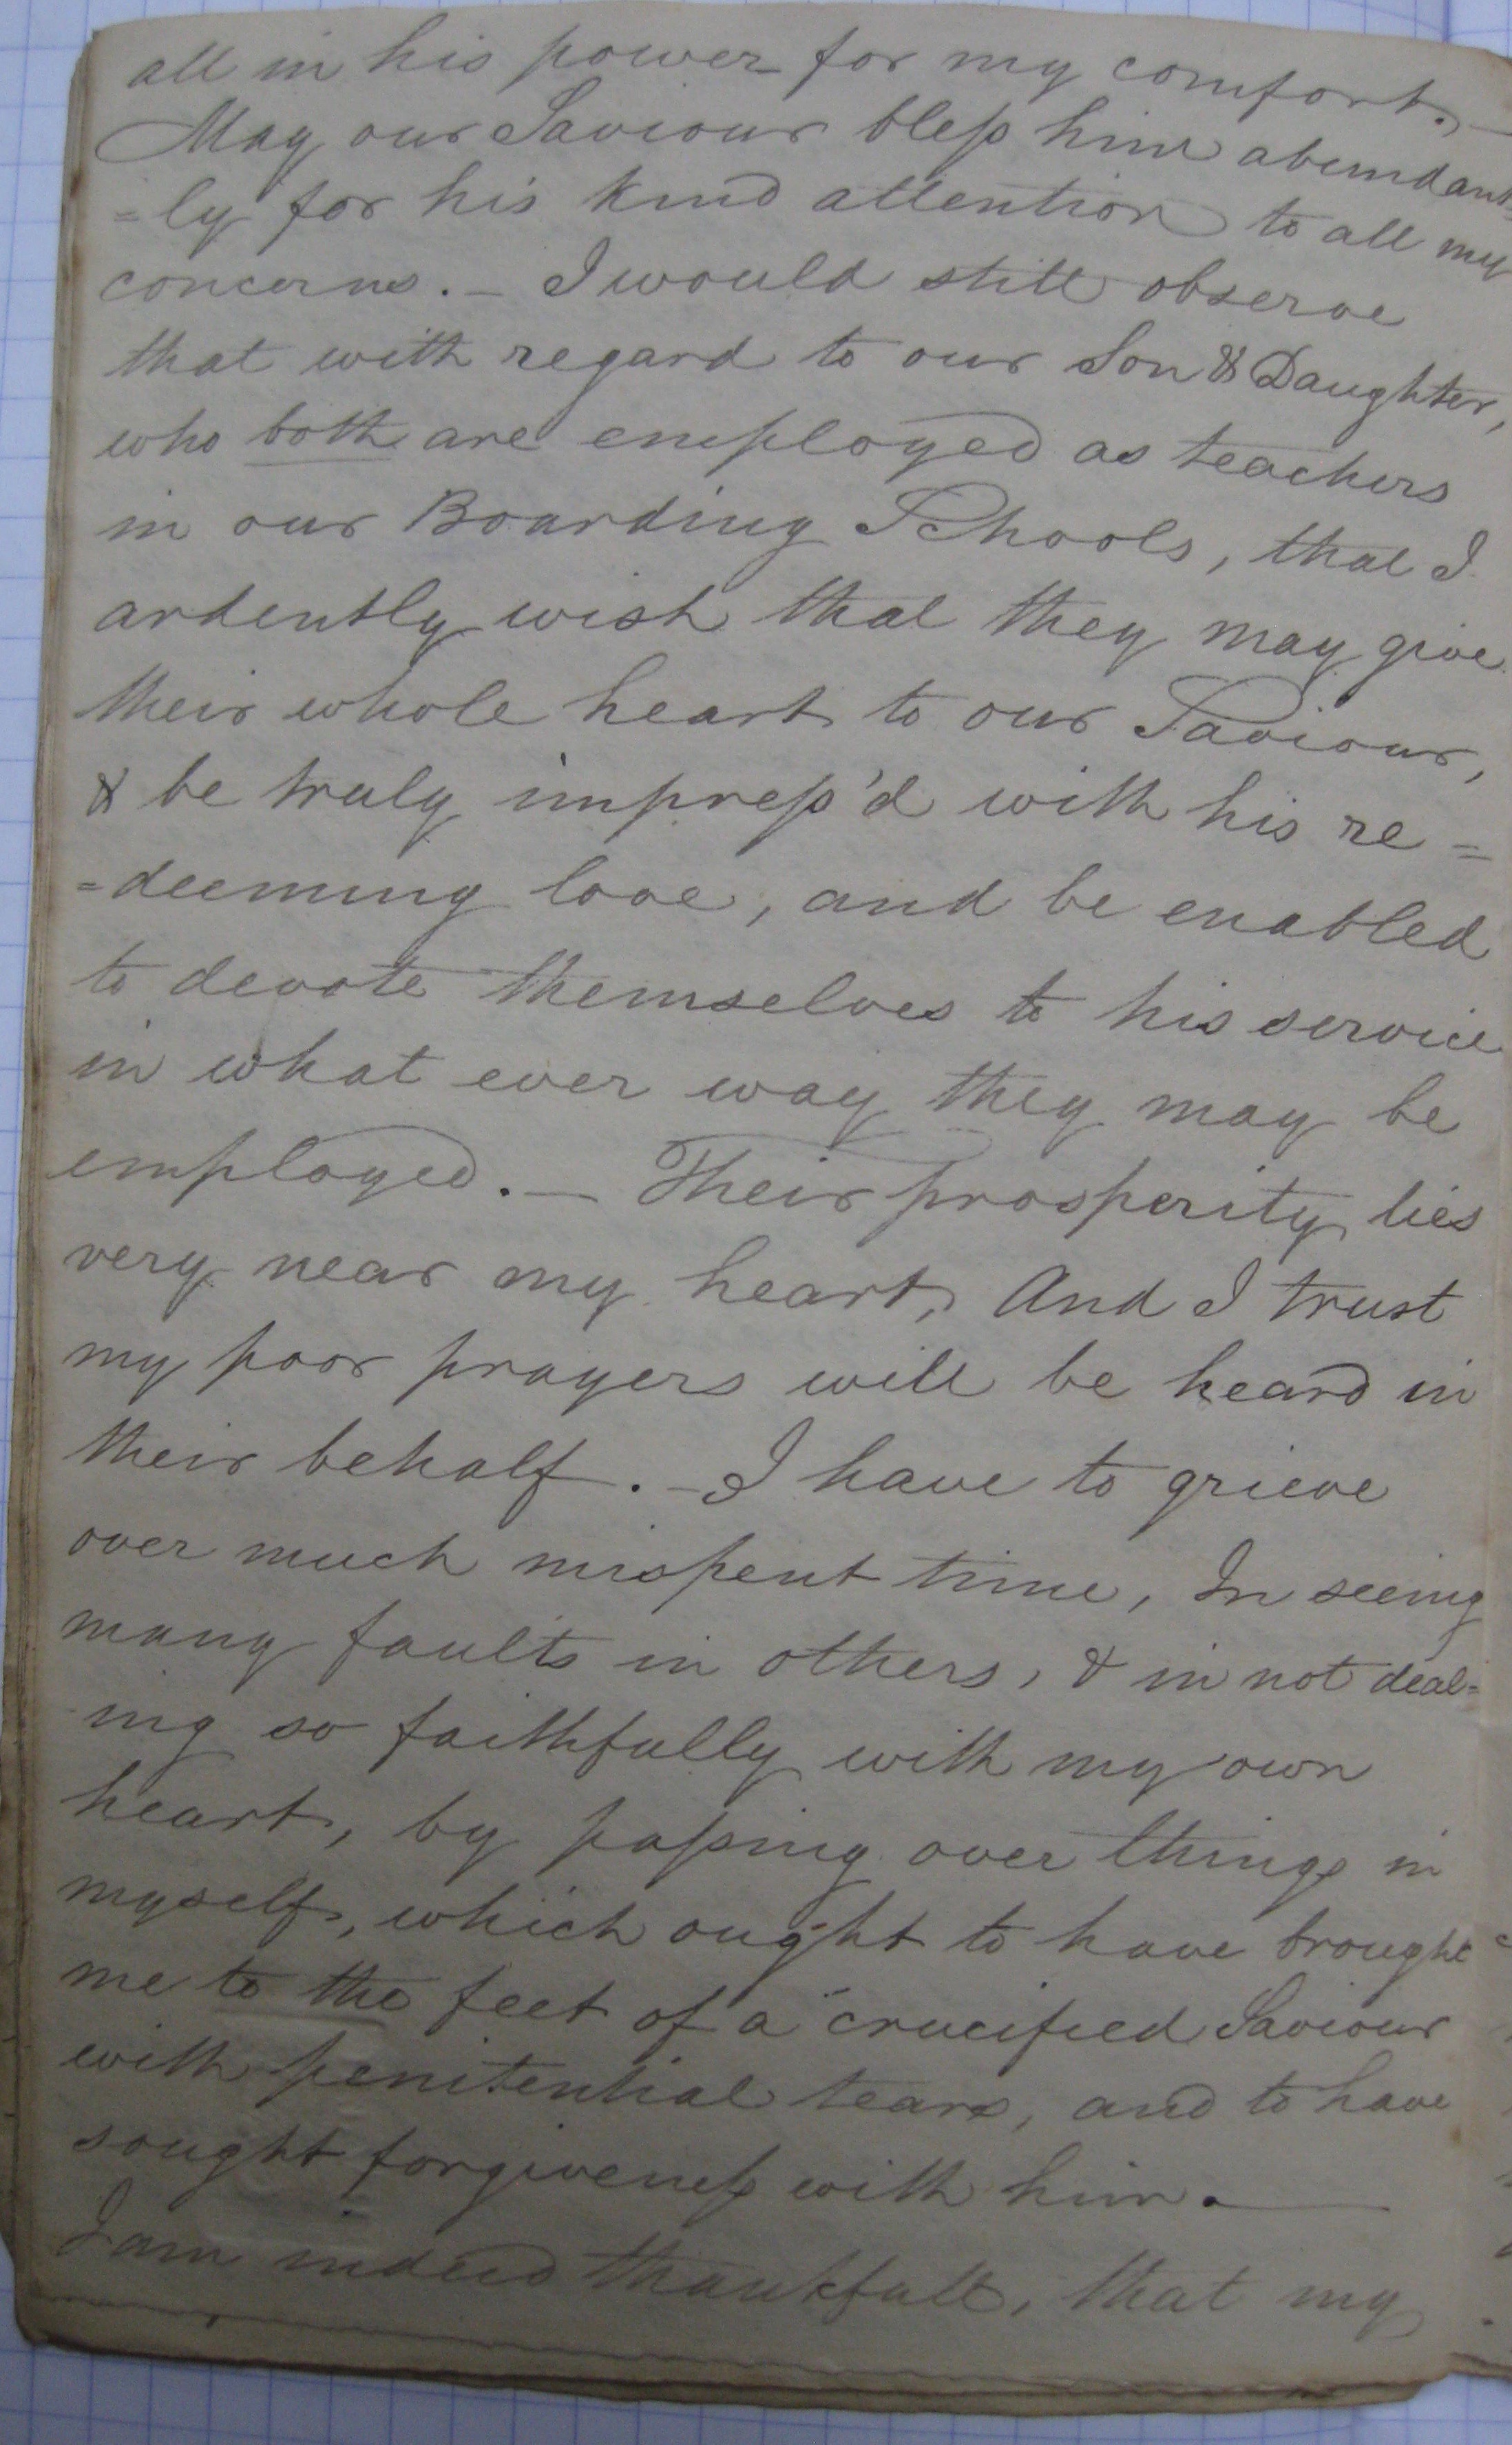 all in his power for my comfort. –
May our Saviour bless him abundant-
=ly for his kind attention to all my
concerns. – I would still observe
that with regard to our Son & Daughter,
who both are employed as teachers
in our Boarding Schools, that I
ardently wish that they may give
their whole heart to our Saviour,
& be truly impress'd with his re=
=deeming love, and be enabled
to devote themselves to his service
in what ever way they may be
employed. — Their prosperity lies
very near my heart, And I trust
my poor prayers will be heard in
their behalf. – I have to grieve
over much mispent time, In seeing
many faults in others, & in not deal=
ing so faithfully with my own
heart, by passing over things in
myself, which ought to have brought
me to the feet of a crucified Saviour
with penitential tears, and to have
sought forgiveness with him. —
I am indeed thankfull, that my